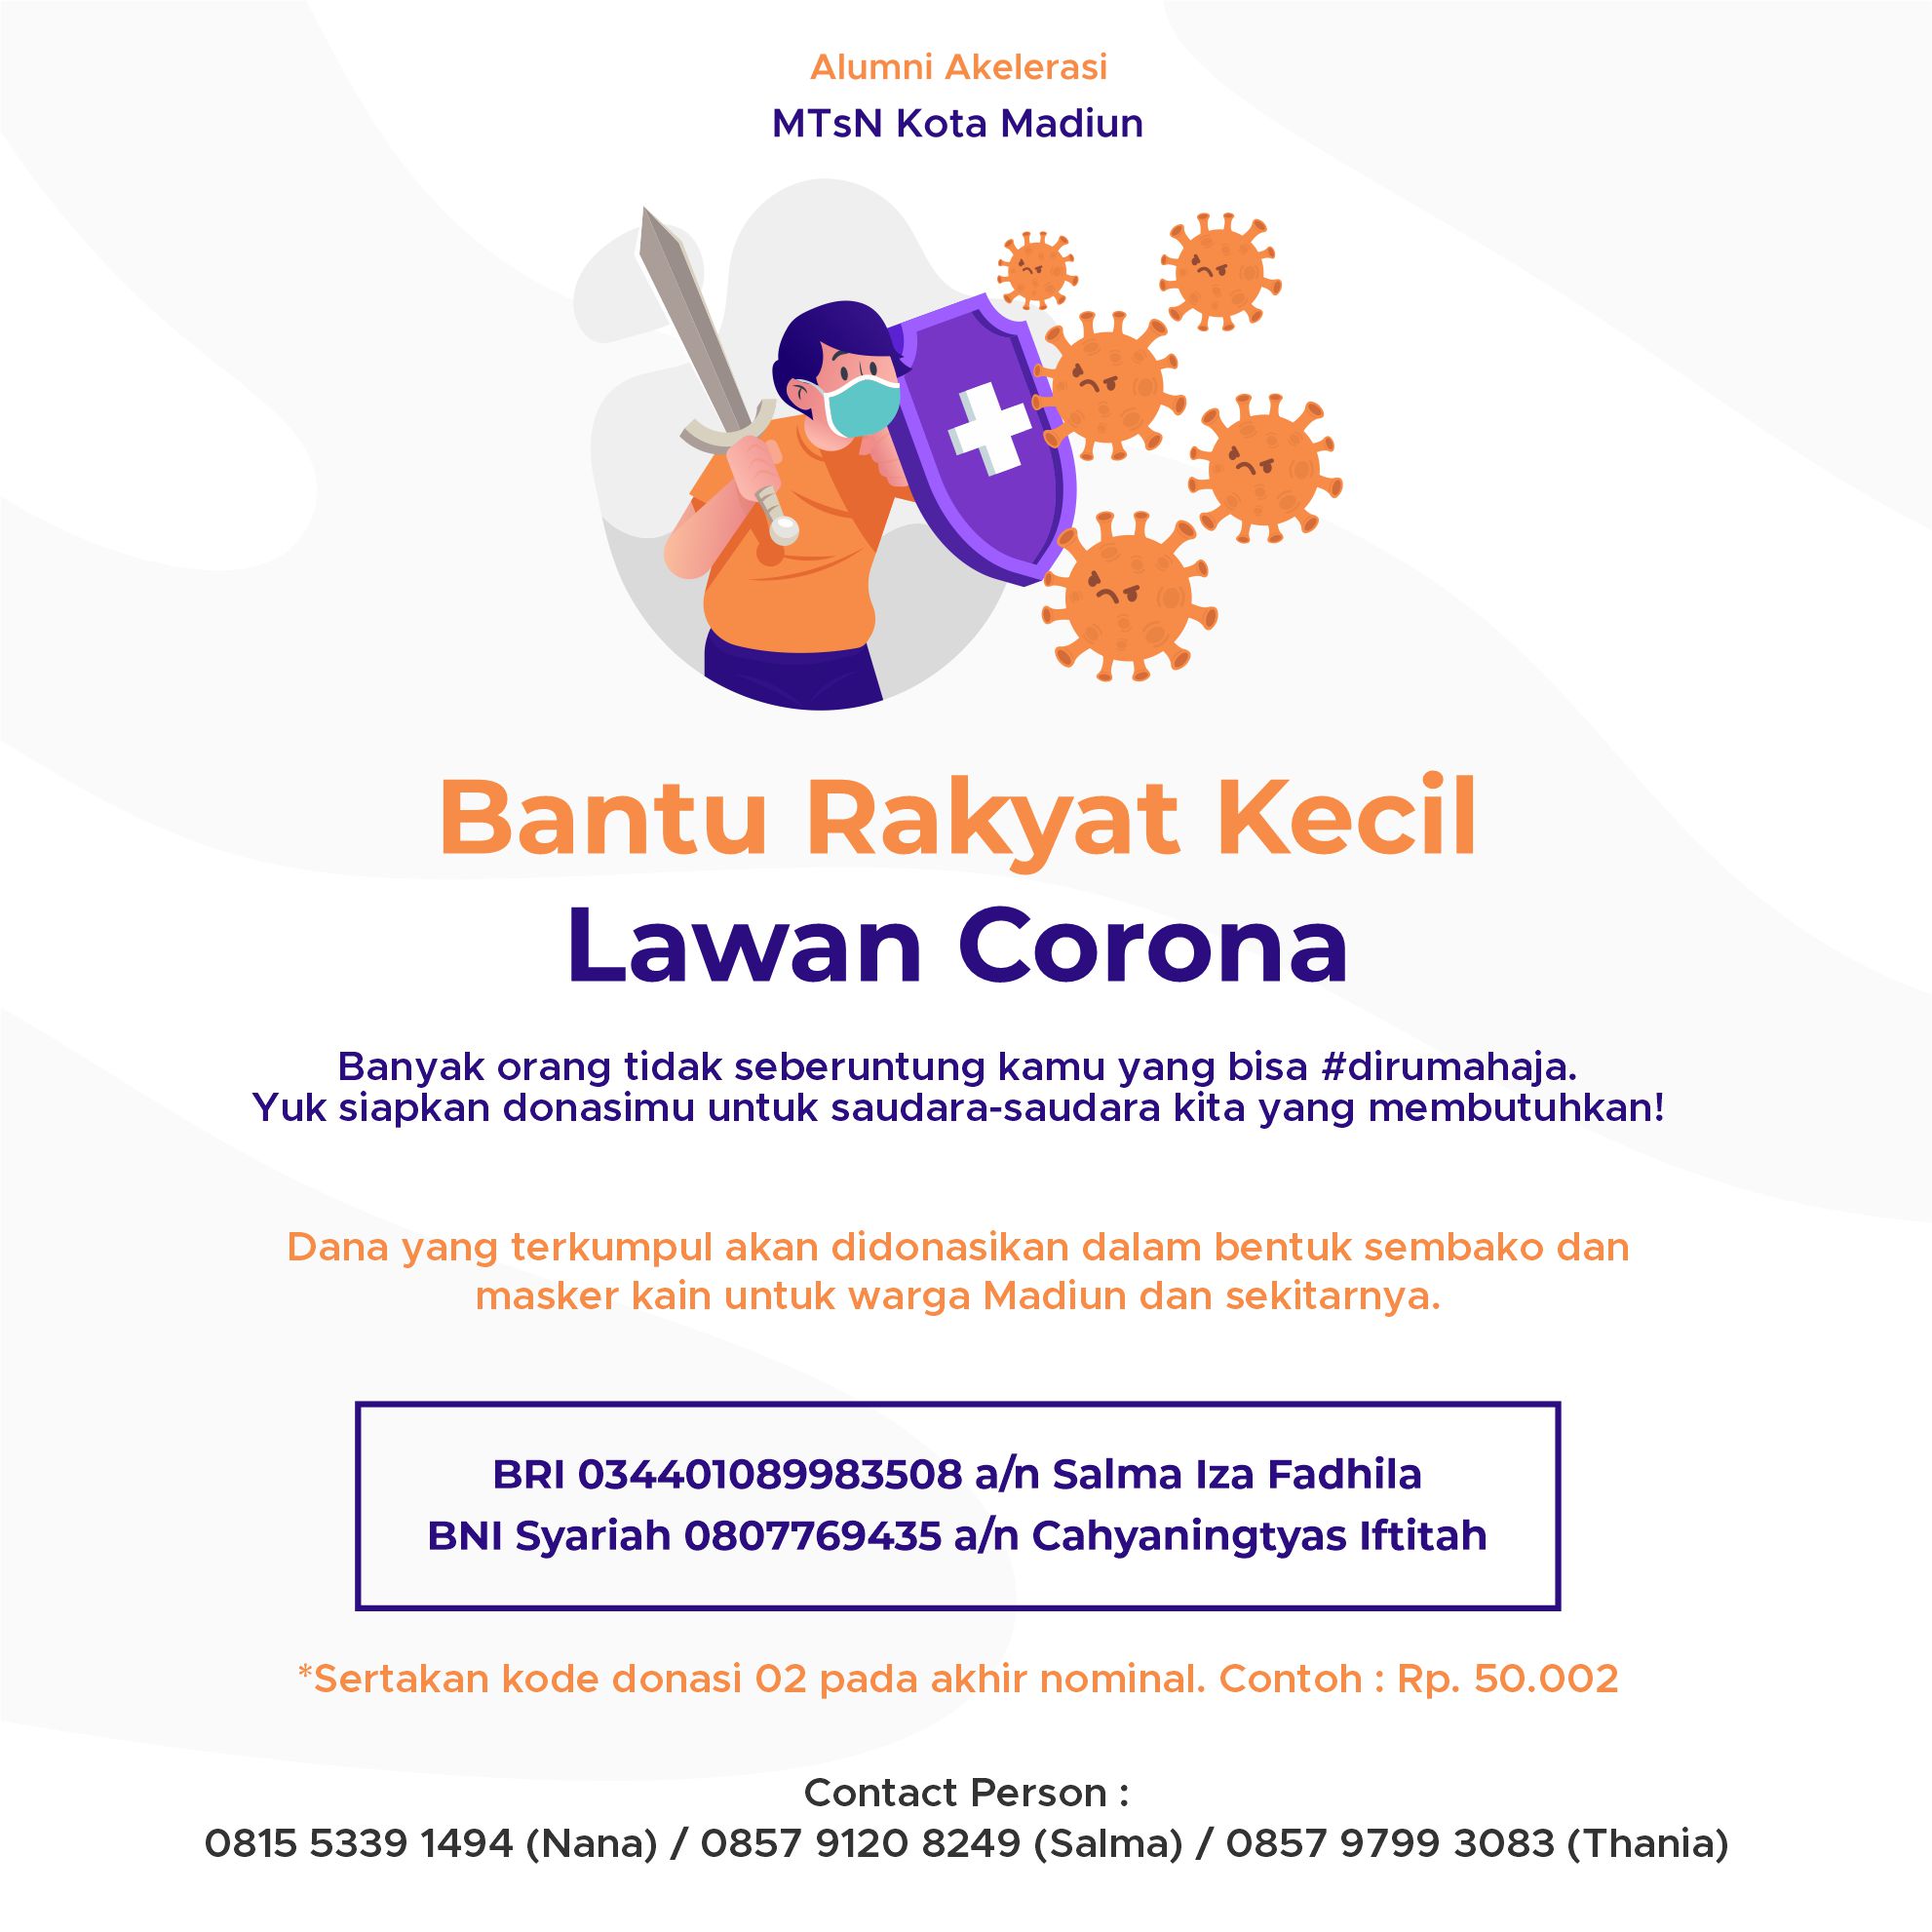 Alumni Akelerasi
MTsN Kota Madiun
Bantu Rakyat Kecil
Lawan Corona
Banyak orang tidak seberuntung kamu yang bisa #dirumahaja.
Yuk siapkan donasimu untuk saudara-saudara kita yang membutuhkan!
Dana yang terkumpul akan didonasikan dalam bentuk sembako dan
masker kain untuk warga Madiun dan sekitarnya.
BRI 034401089983508 a/n Salma Iza Fadhila
BNI Syariah 0807769435 a/n Cahyaningtyas Iftitah
*Sertakan kode donasi 02 pada akhir nominal. Contoh : Rp. 50.002
Contact Person :
0815 5339 1494 (Nana) / 0857 9120 8249 (Salma) / 0857 9799 3083 (Thania)